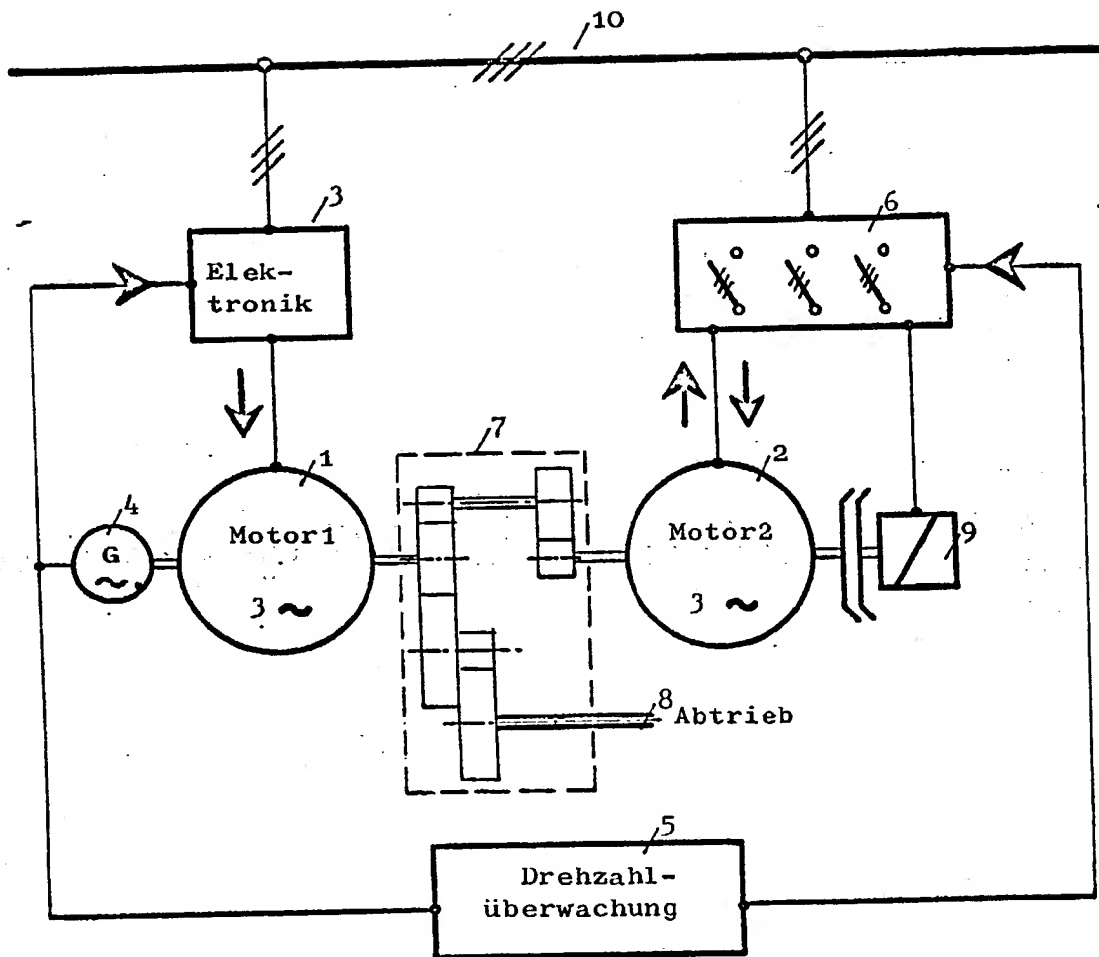 10
3
Elek-
tronik
6
7
1
2
4
G
Motor1
3
Motor2
3
9
8
Abtrieb
5
Drehzahl-
überwachung